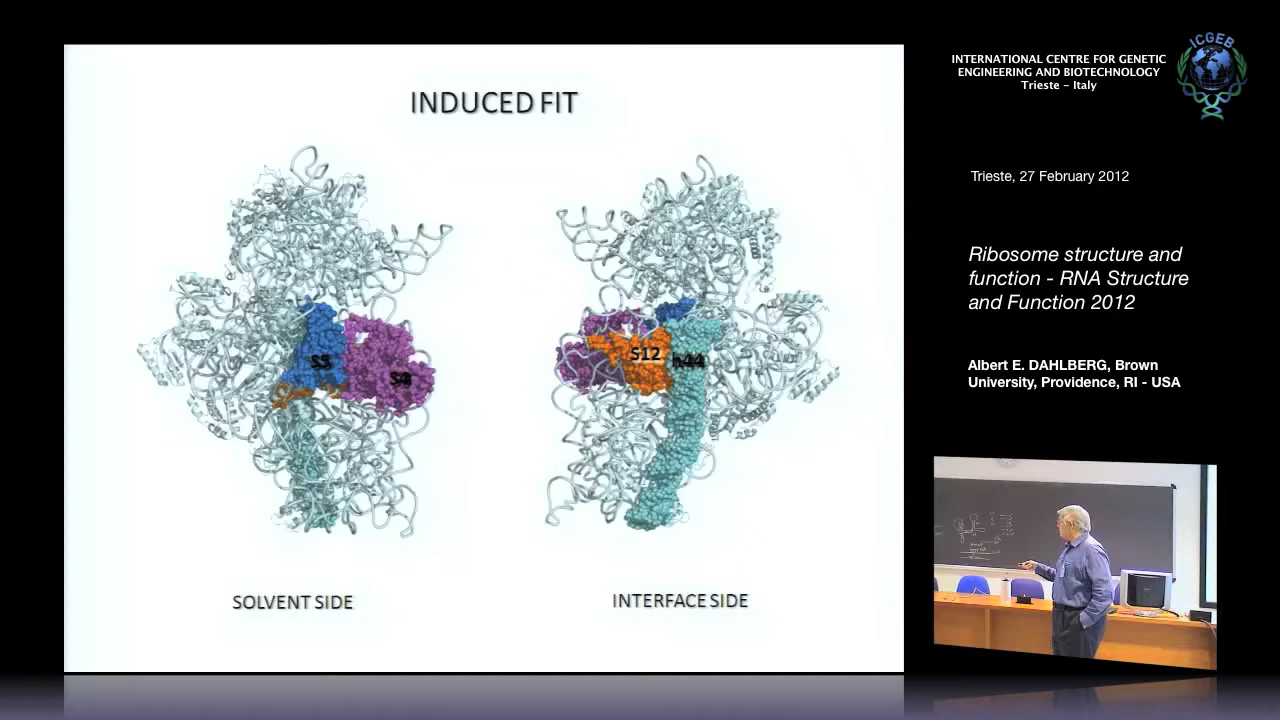 INDUCED FIT
S5
S4
S12
h44
SOLVENT SIDE
INTERFACE SIDE
INTERNATIONAL CENTRE FOR GENETIC
ENGINEERING AND BIOTECHNOLOGY
Trieste – Italy
ICGEB
Trieste, 27 February 2012
Ribosome structure and
function - RNA Structure
and Function 2012
Albert E. DAHLBERG, Brown
University, Providence, RI - USA